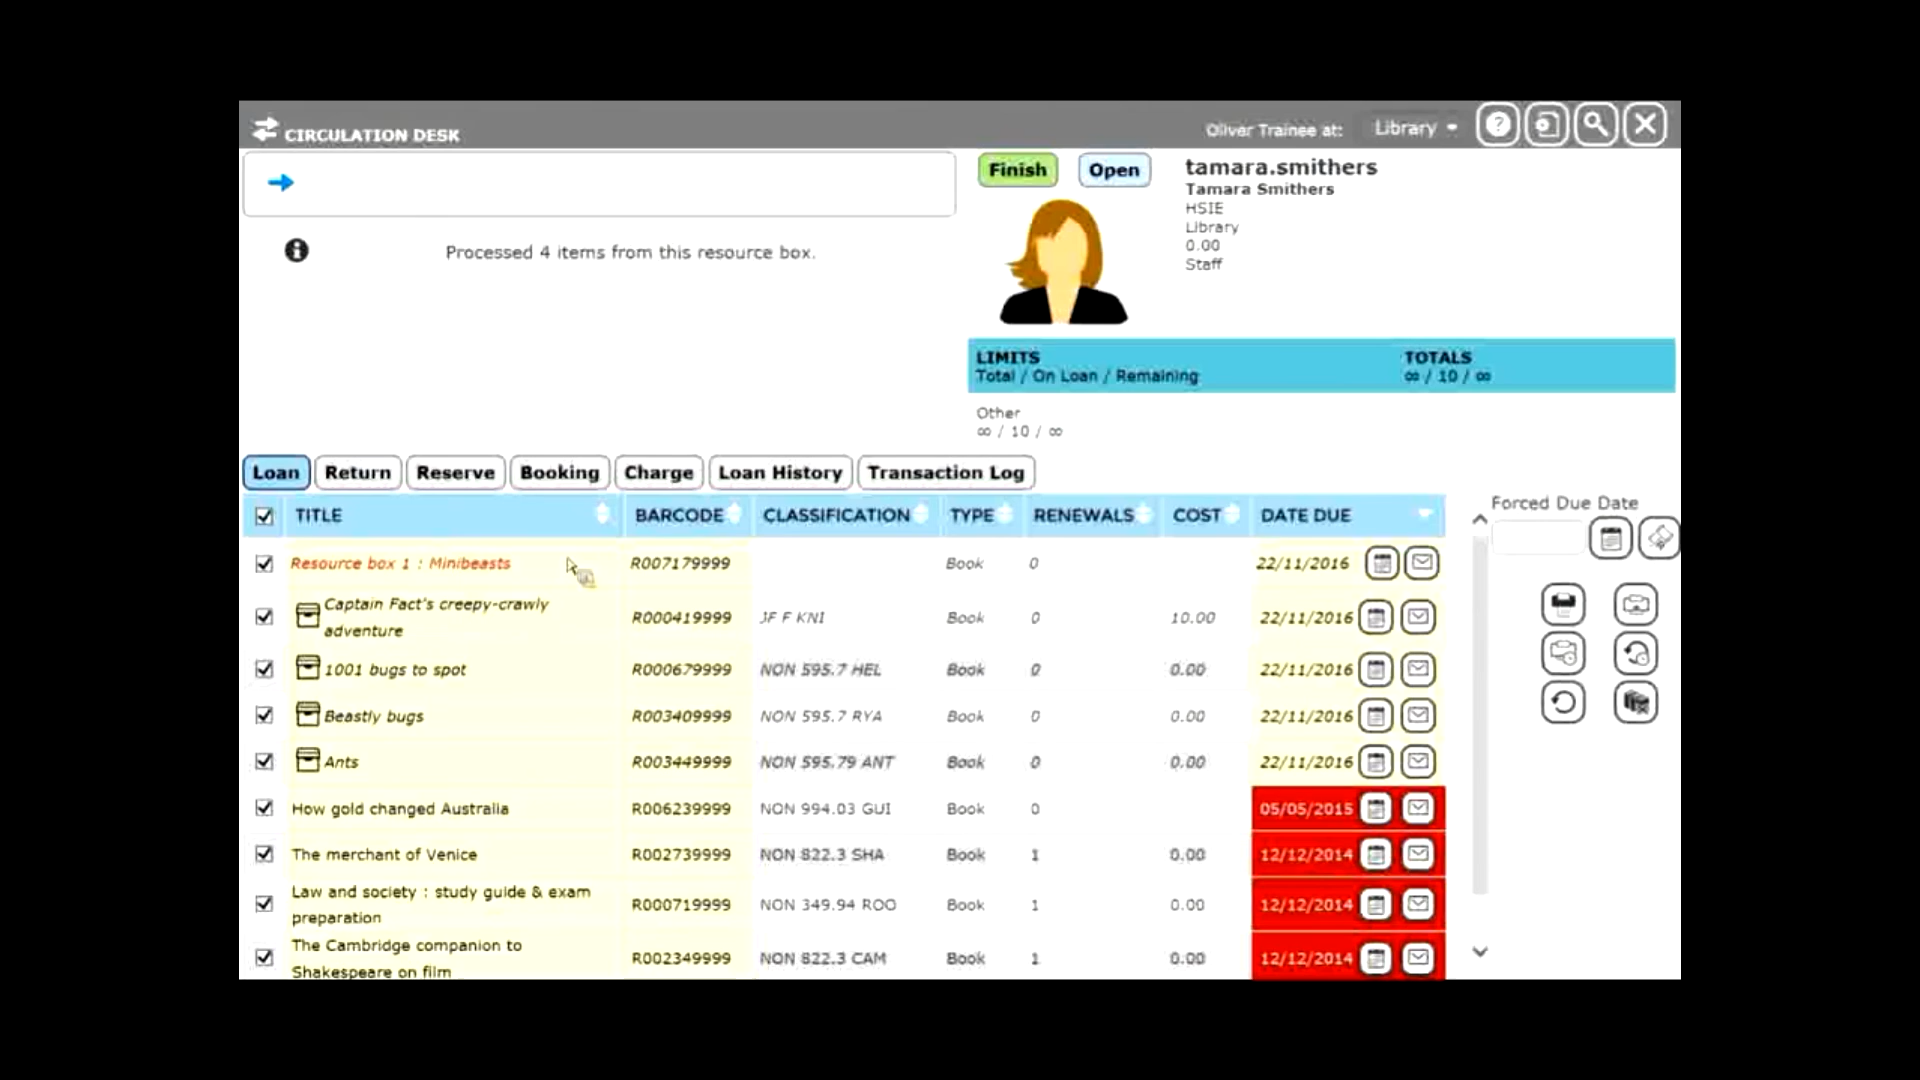 CIRCULATION DESK
Oliver Trainee at: Library
Finish Open
tamara.smithers
Tamara Smithers
HSIE
Library
0.00
Staff
Processed 4 items from this resource box.
LIMITS TOTALS
Total / On Loan / Remaining ∞ / 10 / ∞
Other
∞ / 10 / ∞
Loan Return Reserve Booking Charge Loan History Transaction Log
Forced Due Date
TITLE BARCODE CLASSIFICATION TYPE RENEWALS COST DATE DUE
Resource box 1 : Minibeasts R007179999 Book 0 22/11/2016
Captain Fact's creepy-crawly
adventure R000419999 JF F KNI Book 0 10.00 22/11/2016
1001 bugs to spot R000679999 NON 595.7 HEL Book 0 0.00 22/11/2016
Beastly bugs R003409999 NON 595.7 RYA Book 0 0.00 22/11/2016
Ants R003449999 NON 595.79 ANT Book 0 0.00 22/11/2016
How gold changed Australia R006239999 NON 994.03 GUI Book 0 05/05/2015
The merchant of Venice R002739999 NON 822.3 SHA Book 1 0.00 12/12/2014
Law and society : study guide & exam
preparation R000719999 NON 349.94 ROO Book 1 0.00 12/12/2014
The Cambridge companion to
Shakespeare on film R002349999 NON 822.3 CAM Book 1 0.00 12/12/2014